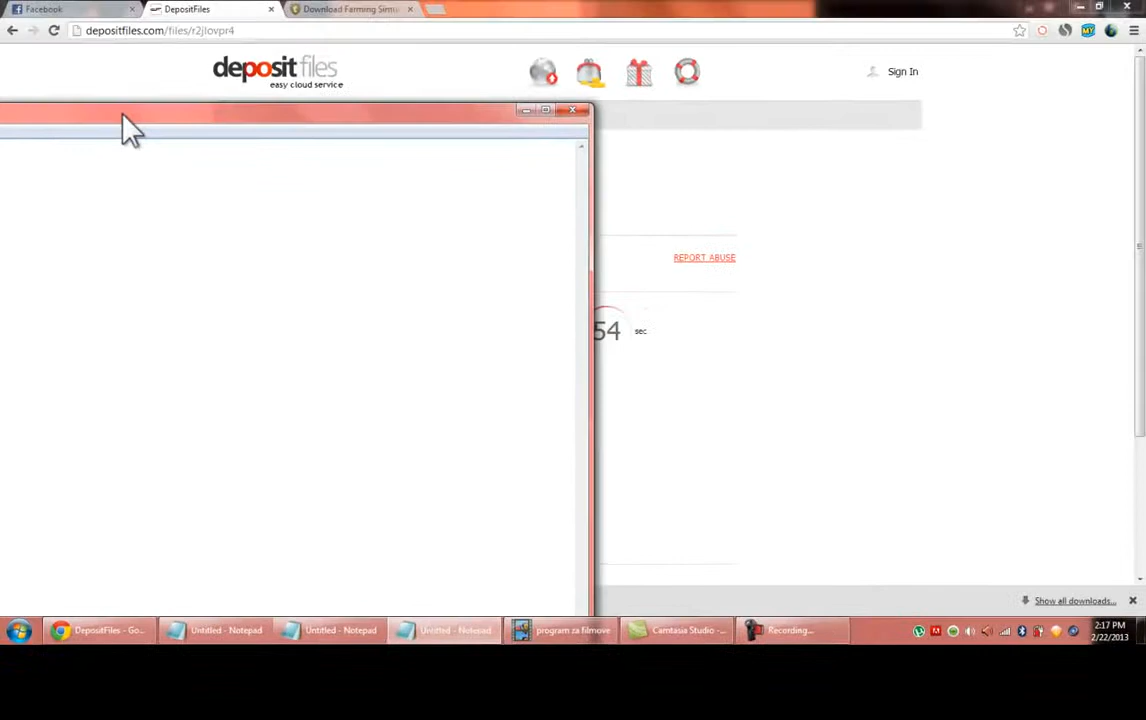 Facebook
DepositFiles
Download Farming Simu
depositfiles.com/files/r2jlovpr4
MY
depositfiles
easy cloud service
Sign In
REPORT ABUSE
54 sec
Show all downloads...
DepositFiles - Go...
Untitled - Notepad
Untitled - Notepad
Untitled - Notepad
program za filmove
Camtasia Studio -...
Recording...
2:17 PM
2/22/2013